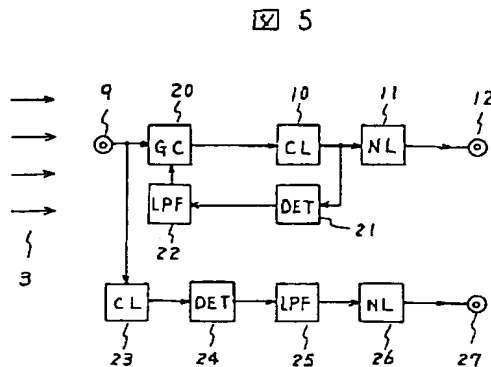 図 5
9 20 10 11 12
GC CL NL
LPF DET
3 22 21
CL DET LPF NL
23 24 25 26 27